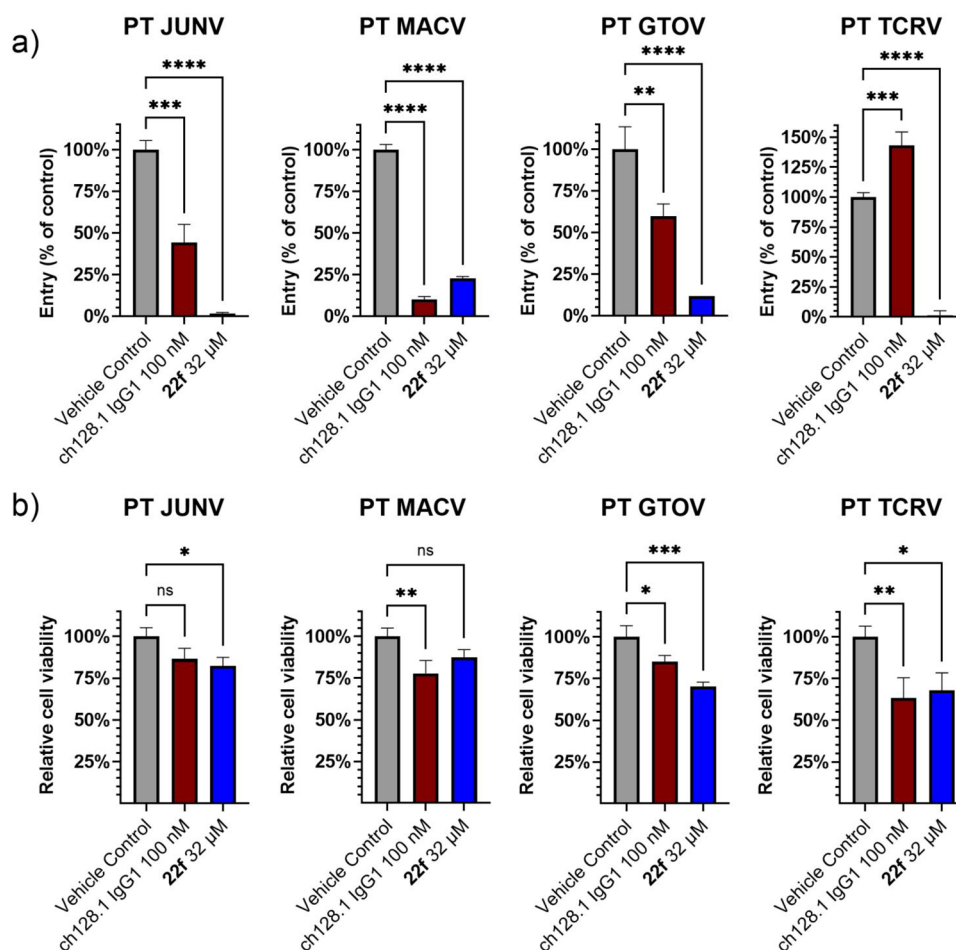 a)
PT JUNV
****
***
Entry (% of control)
100%
75%
50%
25%
0%
Vehicle Control
ch128.1 IgG1 100 nM
22f 32 µM
PT MACV
****
****
Entry (% of control)
100%
75%
50%
25%
0%
Vehicle Control
ch128.1 IgG1 100 nM
22f 32 µM
PT GTOV
****
**
Entry (% of control)
100%
75%
50%
25%
0%
Vehicle Control
ch128.1 IgG1 100 nM
22f 32 µM
PT TCRV
****
***
Entry (% of control)
150%
125%
100%
75%
50%
25%
0%
Vehicle Control
ch128.1 IgG1 100 nM
22f 32 µM
b)
PT JUNV
*
ns
Relative cell viability
100%
75%
50%
25%
Vehicle Control
ch128.1 IgG1 100 nM
22f 32 µM
PT MACV
ns
**
Relative cell viability
100%
75%
50%
25%
Vehicle Control
ch128.1 IgG1 100 nM
22f 32 µM
PT GTOV
***
*
Relative cell viability
100%
75%
50%
25%
Vehicle Control
ch128.1 IgG1 100 nM
22f 32 µM
PT TCRV
*
**
Relative cell viability
100%
75%
50%
25%
Vehicle Control
ch128.1 IgG1 100 nM
22f 32 µM